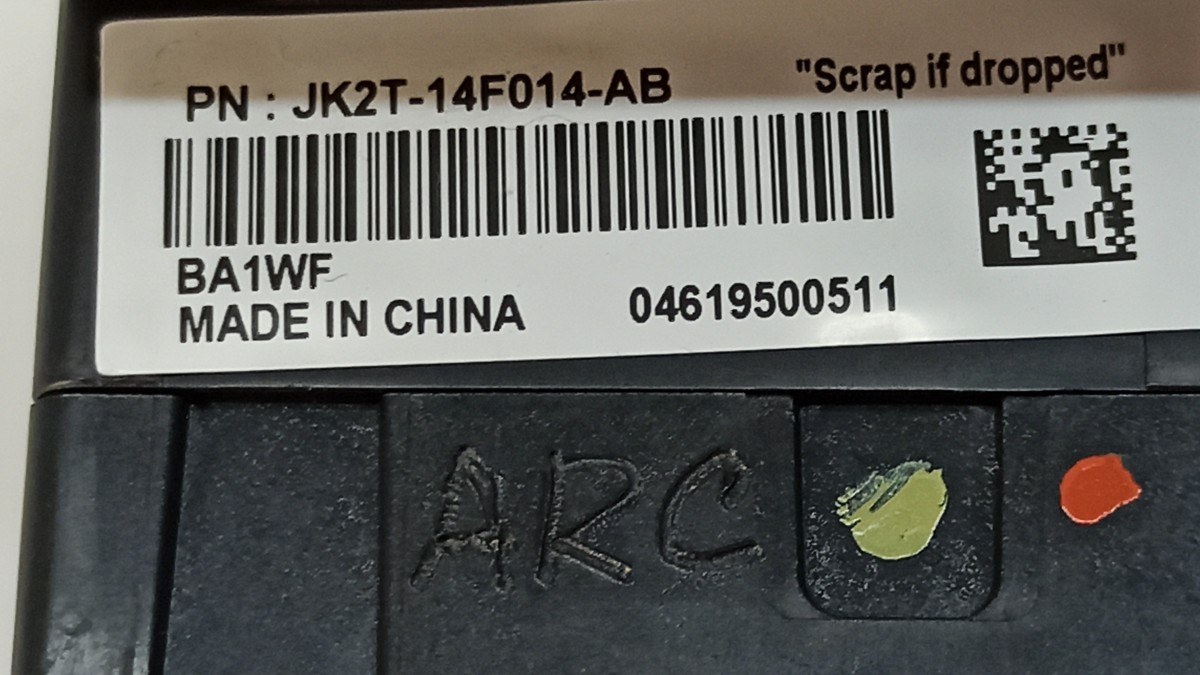 PN : JK2T-14F014-AB
"Scrap if dropped"
BA1WF
MADE IN CHINA
04619500511
ARC